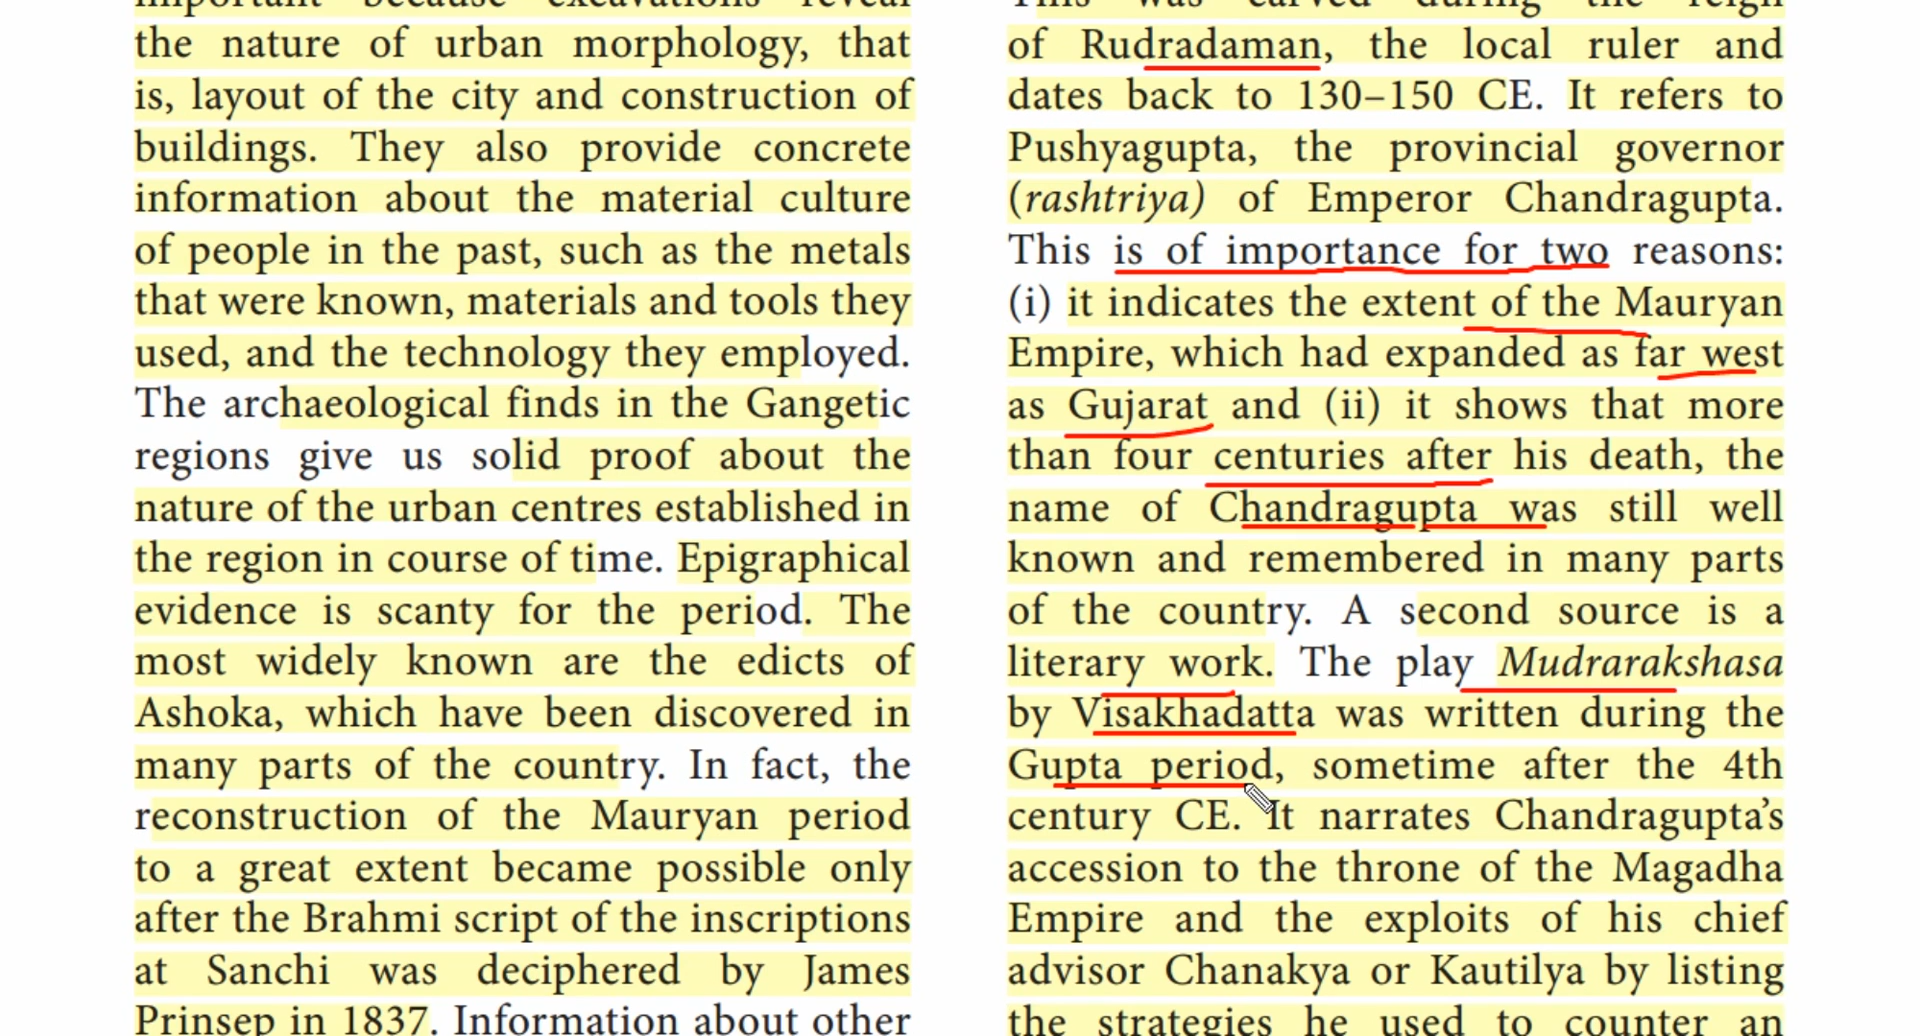 important because excavations reveal
the nature of urban morphology, that
is, layout of the city and construction of
buildings. They also provide concrete
information about the material culture
of people in the past, such as the metals
that were known, materials and tools they
used, and the technology they employed.
The archaeological finds in the Gangetic
regions give us solid proof about the
nature of the urban centres established in
the region in course of time. Epigraphical
evidence is scanty for the period. The
most widely known are the edicts of
Ashoka, which have been discovered in
many parts of the country. In fact, the
reconstruction of the Mauryan period
to a great extent became possible only
after the Brahmi script of the inscriptions
at Sanchi was deciphered by James
Prinsep in 1837. Information about other
This was carved during the reign
of Rudradaman, the local ruler and
dates back to 130–150 CE. It refers to
Pushyagupta, the provincial governor
(rashtriya) of Emperor Chandragupta.
This is of importance for two reasons:
(i) it indicates the extent of the Mauryan
Empire, which had expanded as far west
as Gujarat and (ii) it shows that more
than four centuries after his death, the
name of Chandragupta was still well
known and remembered in many parts
of the country. A second source is a
literary work. The play Mudrarakshasa
by Visakhadatta was written during the
Gupta period, sometime after the 4th
century CE. It narrates Chandragupta’s
accession to the throne of the Magadha
Empire and the exploits of his chief
advisor Chanakya or Kautilya by listing
the strategies he used to counter an